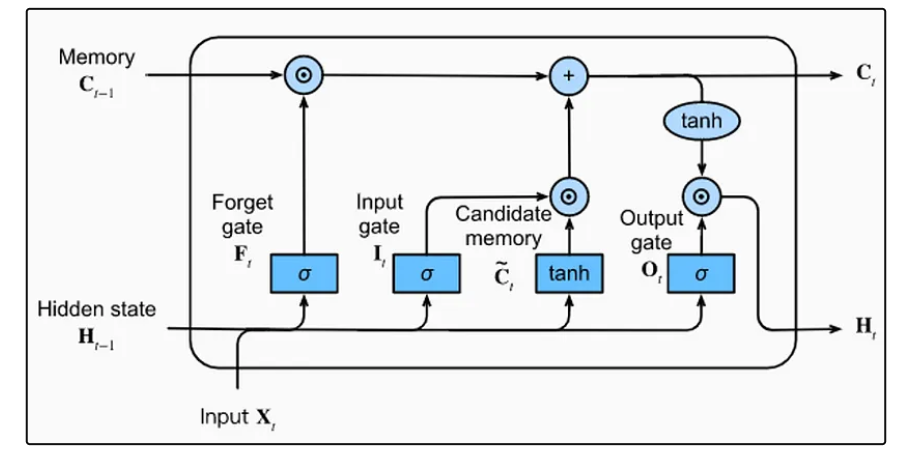 Memory
C_{t−1}
⊙
+
C_t
tanh
Forget
gate
F_t
Input
gate
I_t
⊙
Candidate
memory
C̃_t
Output
gate
O_t
⊙
σ
σ
tanh
σ
Hidden state
H_{t−1}
H_t
Input X_t